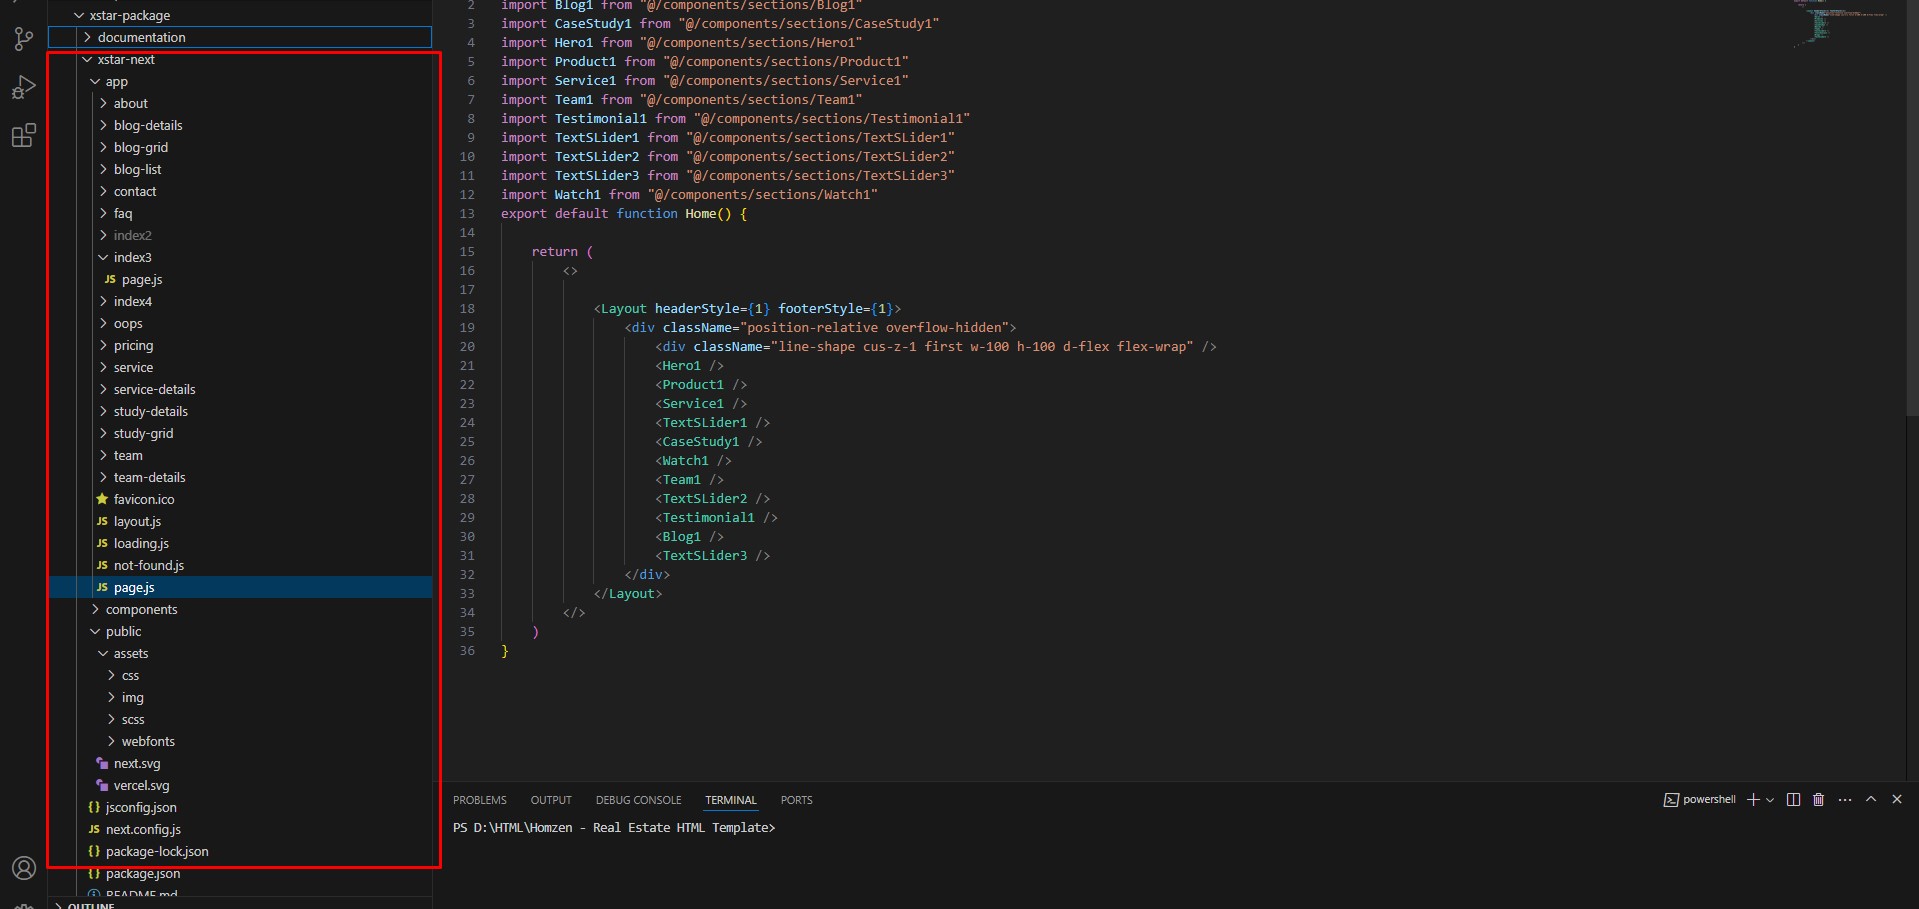 xstar-package
documentation
xstar-next
app
about
blog-details
blog-grid
blog-list
contact
faq
index2
index3
JS page.js
index4
oops
pricing
service
service-details
study-details
study-grid
team
team-details
favicon.ico
JS layout.js
JS loading.js
JS not-found.js
JS page.js
components
public
assets
css
img
scss
webfonts
next.svg
vercel.svg
{} jsconfig.json
JS next.config.js
{} package-lock.json
{} package.json
README.md
OUTLINE
2 import Blog1 from "@/components/sections/Blog1"
3 import CaseStudy1 from "@/components/sections/CaseStudy1"
4 import Hero1 from "@/components/sections/Hero1"
5 import Product1 from "@/components/sections/Product1"
6 import Service1 from "@/components/sections/Service1"
7 import Team1 from "@/components/sections/Team1"
8 import Testimonial1 from "@/components/sections/Testimonial1"
9 import TextSLider1 from "@/components/sections/TextSLider1"
10 import TextSLider2 from "@/components/sections/TextSLider2"
11 import TextSLider3 from "@/components/sections/TextSLider3"
12 import Watch1 from "@/components/sections/Watch1"
13 export default function Home() {
14
15 return (
16 <>
17
18 <Layout headerStyle={1} footerStyle={1}>
19 <div className="position-relative overflow-hidden">
20 <div className="line-shape cus-z-1 first w-100 h-100 d-flex flex-wrap" />
21 <Hero1 />
22 <Product1 />
23 <Service1 />
24 <TextSLider1 />
25 <CaseStudy1 />
26 <Watch1 />
27 <Team1 />
28 <TextSLider2 />
29 <Testimonial1 />
30 <Blog1 />
31 <TextSLider3 />
32 </div>
33 </Layout>
34 </>
35 )
36 }
PROBLEMS OUTPUT DEBUG CONSOLE TERMINAL PORTS powershell
PS D:\HTML\Homzen - Real Estate HTML Template>